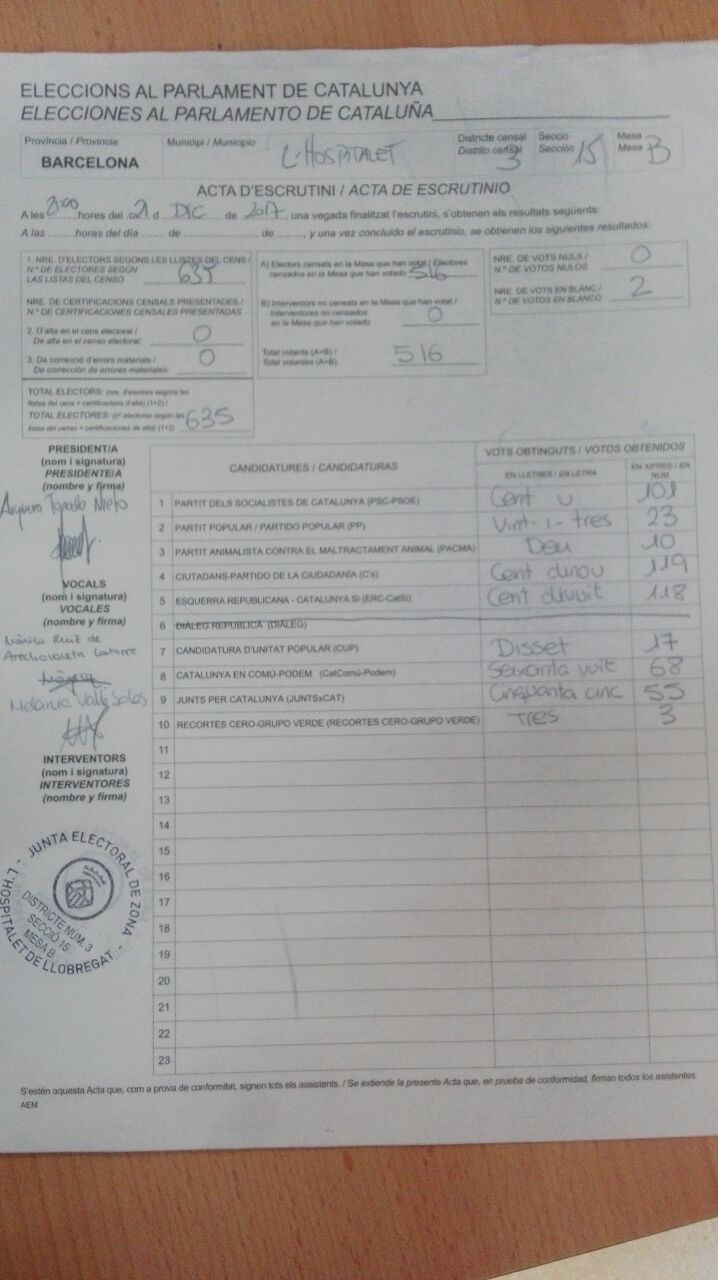 ELECCIONS AL PARLAMENT DE CATALUNYA
ELECCIONES AL PARLAMENTO DE CATALUÑA
Província / Provincia
BARCELONA
Municipi / Municipio
L'HOSPITALET
Districte censal
Distrito censal
3
Secció
Sección
15
Mesa
Mesa
B
ACTA D'ESCRUTINI / ACTA DE ESCRUTINIO
A les 21:00 hores del 21 d DIC de 2017, una vegada finalitzat l'escrutini, s'obtenen els resultats següents:
A las ........ horas del día ........ de ................ de ........, y una vez concluido el escrutinio, se obtienen los siguientes resultados:
1. NRE. D'ELECTORS SEGONS LES LLISTES DEL CENS /
N.º DE ELECTORES SEGÚN
LAS LISTAS DEL CENSO
635
NRE. DE CERTIFICACIONS CENSALS PRESENTADES /
N.º DE CERTIFICACIONES CENSALES PRESENTADAS
2. D'alta en el cens electoral /
De alta en el censo electoral:
0
3. De correcció d'errors materials /
De corrección de errores materiales:
0
TOTAL ELECTORS: (nre. d'electors segons les
llistes del cens + certificacions d'alta) (1+2) /
TOTAL ELECTORES: (nº electores según las
listas del censo + certificaciones de alta) (1+2)
635
A) Electors censats en la Mesa que han votat / Electores
censados en la Mesa que han votado
516
B) Interventors no censats en la Mesa que han votat /
Interventores no censados
en la Mesa que han votado
0
Total votants (A+B) /
Total votantes (A+B)
516
NRE. DE VOTS NULS /
N.º DE VOTOS NULOS
0
NRE. DE VOTS EN BLANC /
N.º DE VOTOS EN BLANCO
2
PRESIDENT/A
(nom i signatura)
PRESIDENTE/A
(nombre y firma)
VOCALS
(nom i signatura)
VOCALES
(nombre y firma)
Mònica Ruiz de
INTERVENTORS
(nom i signatura)
INTERVENTORES
(nombre y firma)
JUNTA ELECTORAL DE ZONA
L'HOSPITALET DE LLOBREGAT
DISTRICTE NÚM. 3
SECCIÓ 15
MESA B
CANDIDATURES / CANDIDATURAS
VOTS OBTINGUTS / VOTOS OBTENIDOS
EN LLETRES / EN LETRA
EN XIFRES / EN NÚM.
1 PARTIT DELS SOCIALISTES DE CATALUNYA (PSC-PSOE) Cent u 101
2 PARTIT POPULAR / PARTIDO POPULAR (PP) Vint-i-tres 23
3 PARTIT ANIMALISTA CONTRA EL MALTRACTAMENT ANIMAL (PACMA) Deu 10
4 CIUTADANS-PARTIDO DE LA CIUDADANÍA (C's) Cent dinou 119
5 ESQUERRA REPUBLICANA - CATALUNYA SÍ (ERC-CatSí) Cent divuit 118
6 DIÀLEG REPÚBLICA (DIÀLEG)
7 CANDIDATURA D'UNITAT POPULAR (CUP) Disset 17
8 CATALUNYA EN COMÚ-PODEM (CatComú-Podem) Seixanta vuit 68
9 JUNTS PER CATALUNYA (JUNTSxCAT) Cinquanta cinc 55
10 RECORTES CERO-GRUPO VERDE (RECORTES CERO-GRUPO VERDE) Tres 3
11
12
13
14
15
16
17
18
19
20
21
22
23
S'estén aquesta Acta que, com a prova de conformitat, signen tots els assistents. / Se extiende la presente Acta que, en prueba de conformidad, firman todos los asistentes.
AEM